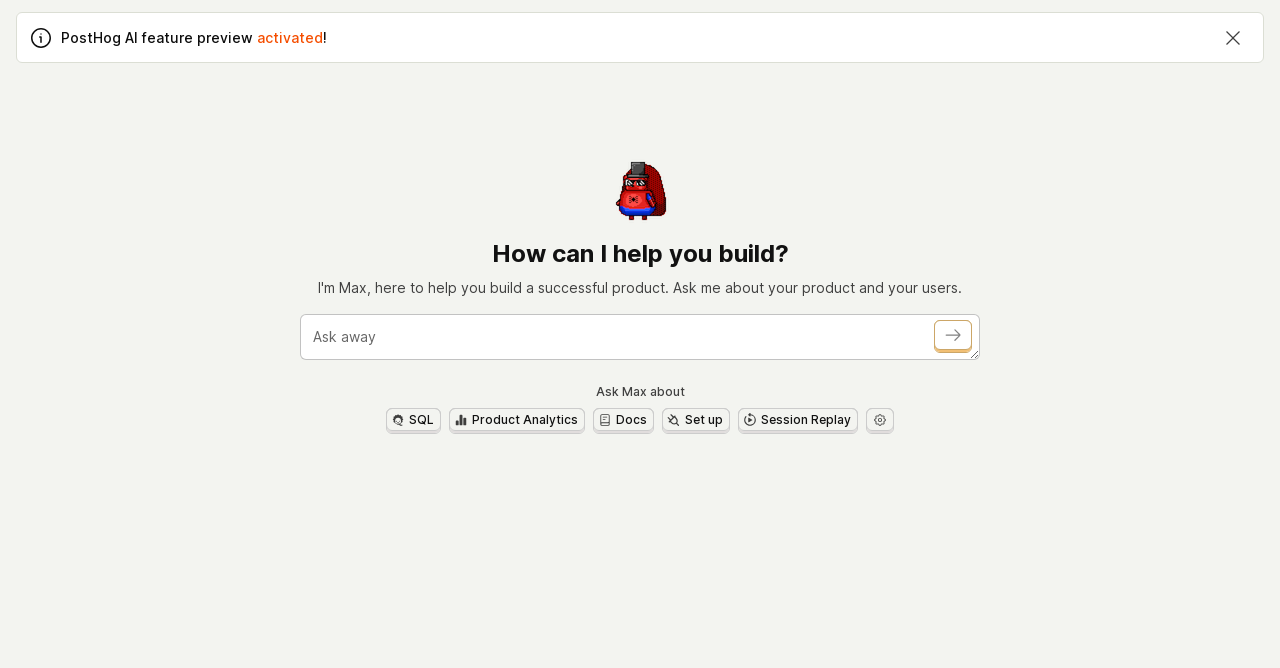 PostHog AI feature preview activated!
How can I help you build?
I'm Max, here to help you build a successful product. Ask me about your product and your users.
Ask away
Ask Max about
SQL Product Analytics Docs Set up Session Replay